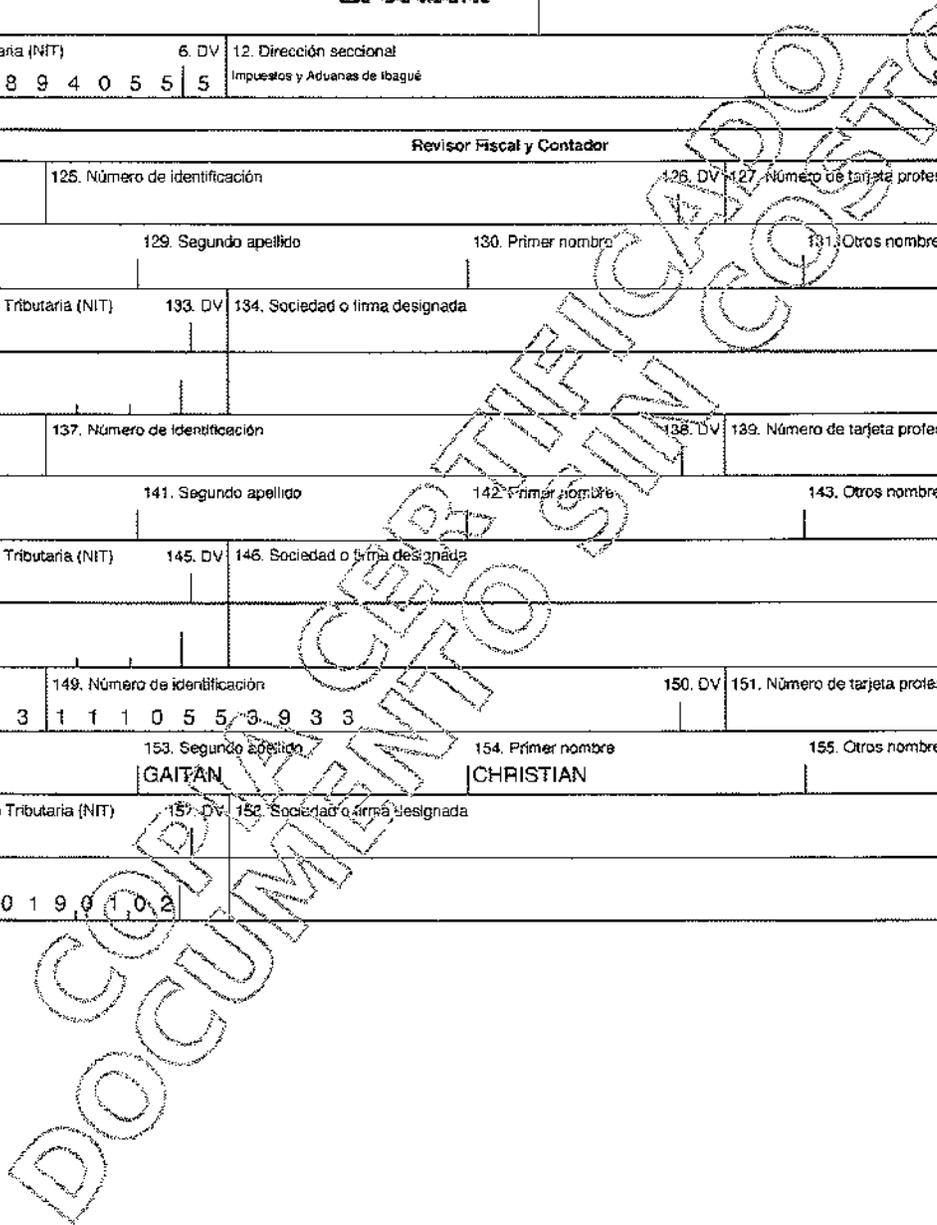 aria (NIT) 6. DV 12. Dirección seccional
8 9 4 0 5 5 5 Impuestos y Aduanas de Ibagué
Revisor Fiscal y Contador
125. Número de identificación 126. DV 127. Número de tarjeta profe
129. Segundo apellido 130. Primer nombre 131. Otros nombre
Tributaria (NIT) 133. DV 134. Sociedad o firma designada
137. Número de identificación 138. DV 139. Número de tarjeta profe
141. Segundo apellido 142. Primer nombre 143. Otros nombre
Tributaria (NIT) 145. DV 146. Sociedad o firma designada
149. Número de identificación 150. DV 151. Número de tarjeta profe
3 1 1 1 0 5 5 3 9 3 3
153. Segundo apellido 154. Primer nombre 155. Otros nombre
GAITAN CHRISTIAN
Tributaria (NIT) 157. DV 158. Sociedad o firma designada
0 1 9 0 1 0 2
COPIA CERTIFICADO
DOCUMENTO SIN COSTO